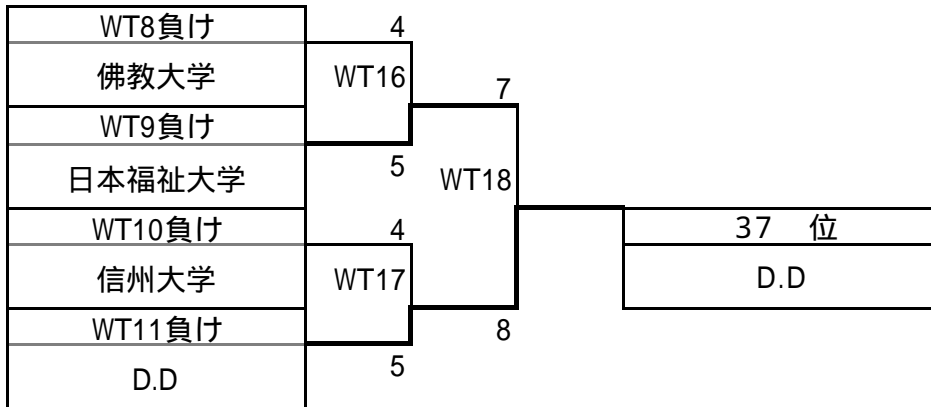 WT8負け
4
佛教大学
WT16
7
WT9負け
5
日本福祉大学
WT18
WT10負け
4
37 位
信州大学
WT17
D.D
WT11負け
8
5
D.D